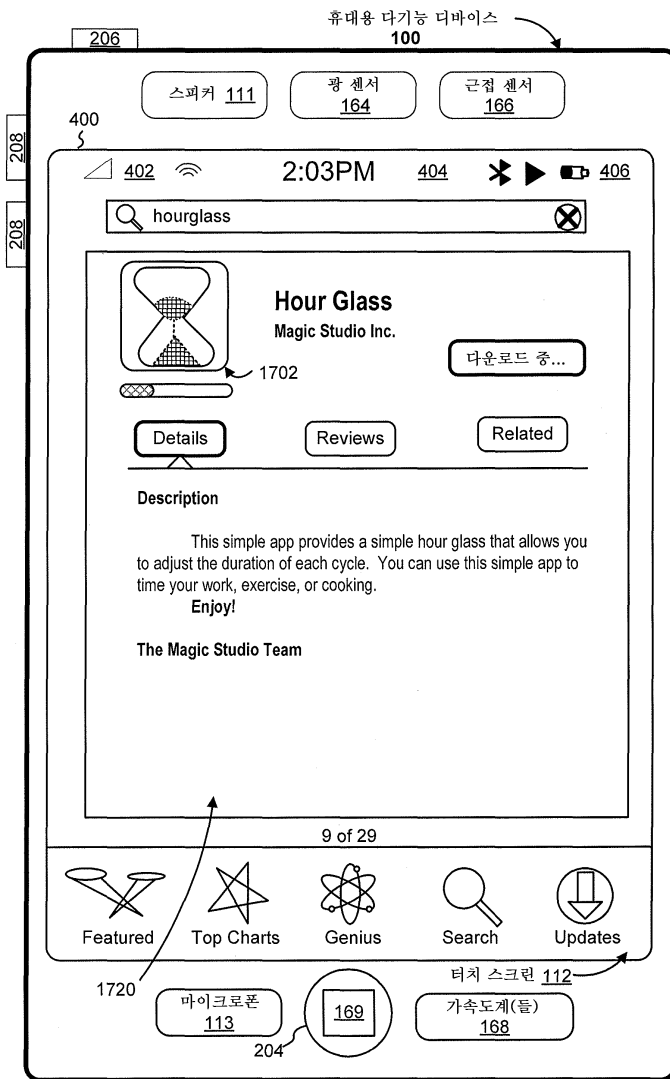 휴대용 다기능 디바이스
100
206
스피커 111
광 센서
164
근접 센서
166
208
208
400
402
2:03PM
404
406
hourglass
Hour Glass
Magic Studio Inc.
다운로드 중...
1702
Details
Reviews
Related
Description
This simple app provides a simple hour glass that allows you
to adjust the duration of each cycle. You can use this simple app to
time your work, exercise, or cooking.
Enjoy!
The Magic Studio Team
9 of 29
Featured
Top Charts
Genius
Search
Updates
1720
터치 스크린 112
마이크로폰
113
169
204
가속도계(들)
168